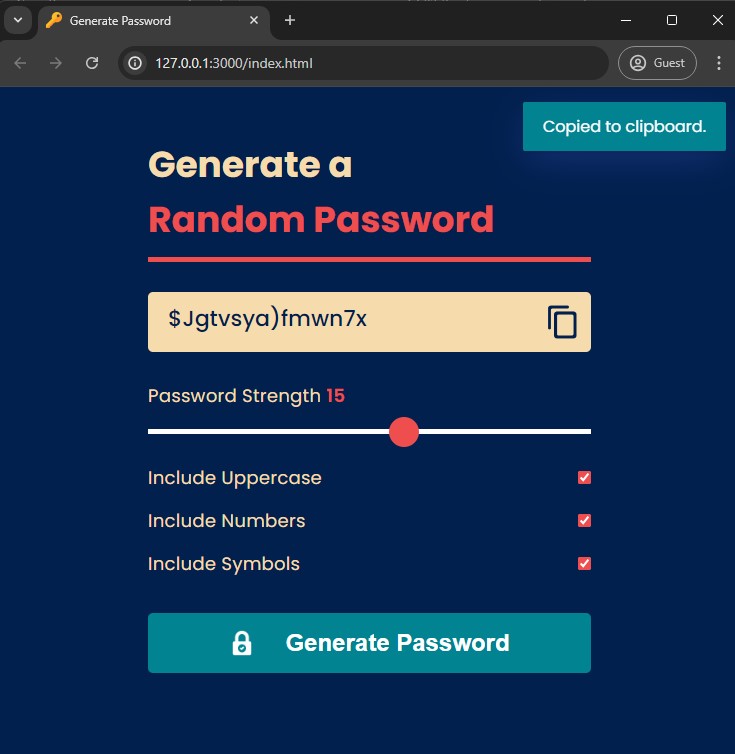 Generate Password
127.0.0.1:3000/index.html
Guest
Copied to clipboard.
Generate a
Random Password
$Jgtvsya)fmwn7x
Password Strength 15
Include Uppercase
Include Numbers
Include Symbols
Generate Password